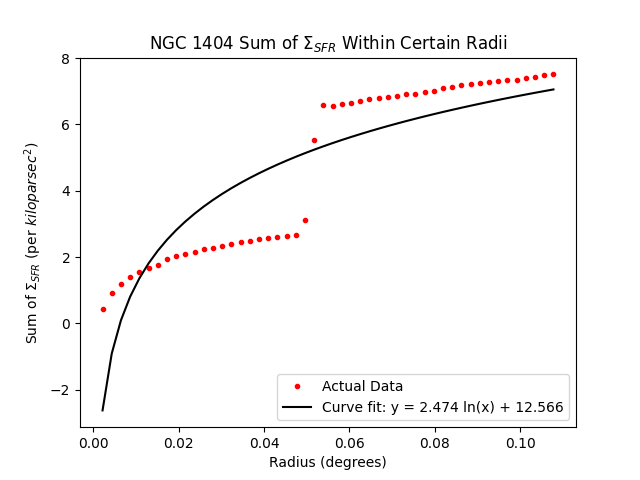 NGC 1404 Sum of Σ_SFR Within Certain Radii
Sum of Σ_SFR (per kiloparsec²)
8
6
4
2
0
−2
0.00 0.02 0.04 0.06 0.08 0.10
Radius (degrees)
Actual Data
Curve fit: y = 2.474 ln(x) + 12.566